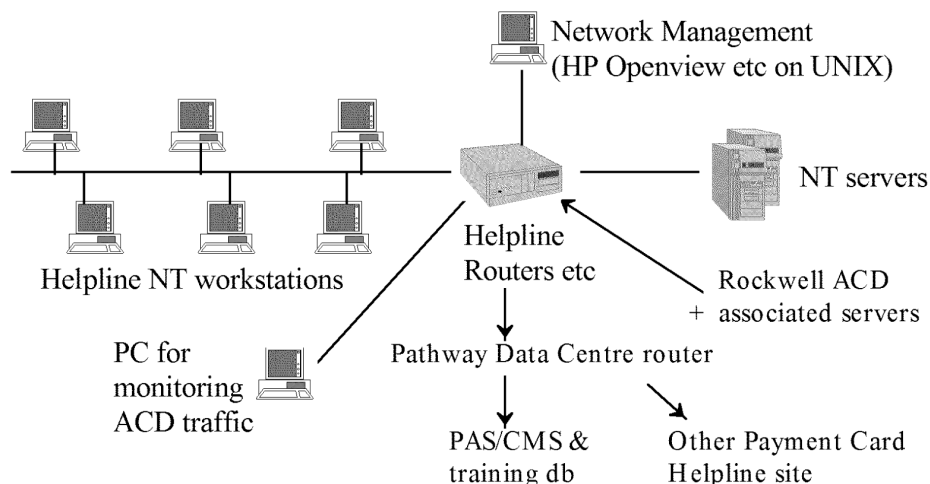 Network Management
(HP Openview etc on UNIX)
NT servers
Helpline NT workstations
Helpline
Routers etc
Rockwell ACD
+ associated servers
PC for
monitoring
ACD traffic
Pathway Data Centre router
PAS/CMS &
training db
Other Payment Card
Helpline site